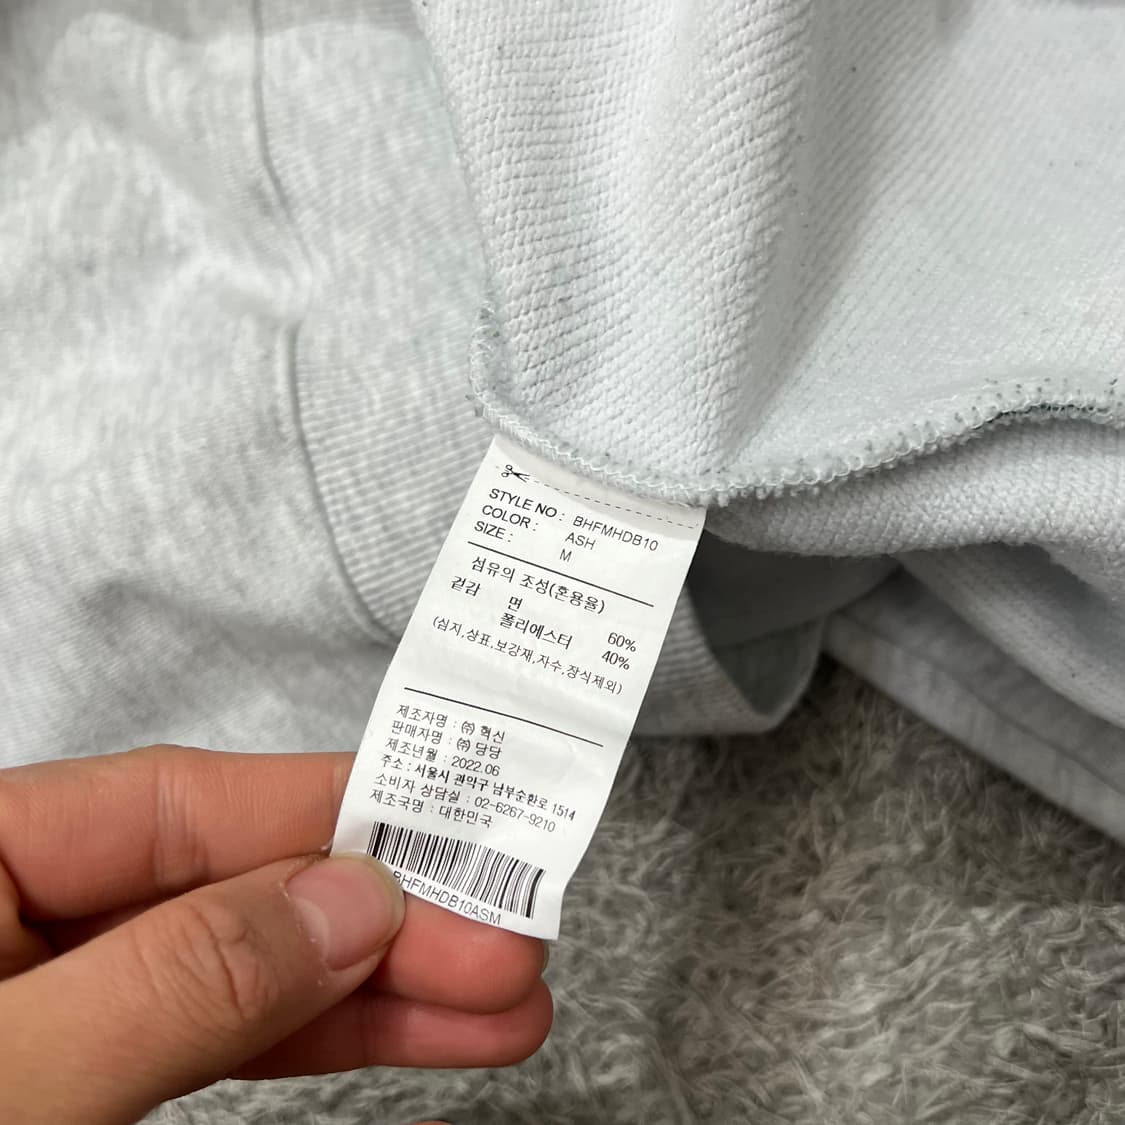 STYLE NO : BHFMHDB10
COLOR : ASH
SIZE : M
섬유의 조성(혼용율)
겉감 면 60%
폴리에스터 40%
(심지,상표,보강재,자수,장식제외)
제조자명 : ㈜ 혁신
판매자명 : ㈜ 당당
제조년월 : 2022.06
주소 : 서울시 관악구 남부순환로 1514
소비자 상담실 : 02-6267-9210
제조국명 : 대한민국
BHFMHDB10ASM